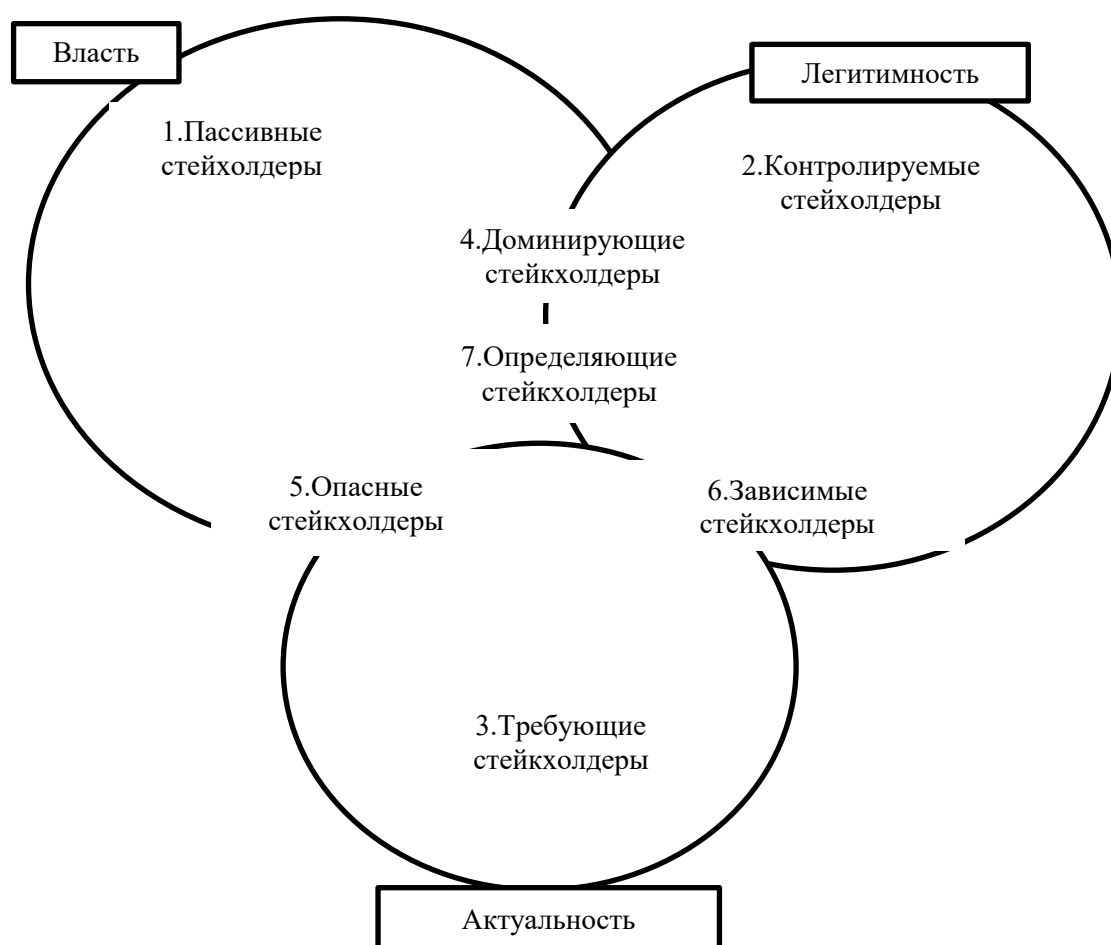 Власть
Легитимность
1.Пассивные
стейхолдеры
2.Контролируемые
стейхолдеры
4.Доминирующие
стейкхолдеры
7.Определяющие
стейкхолдеры
5.Опасные
стейкхолдеры
6.Зависимые
стейкхолдеры
3.Требующие
стейкхолдеры
Актуальность